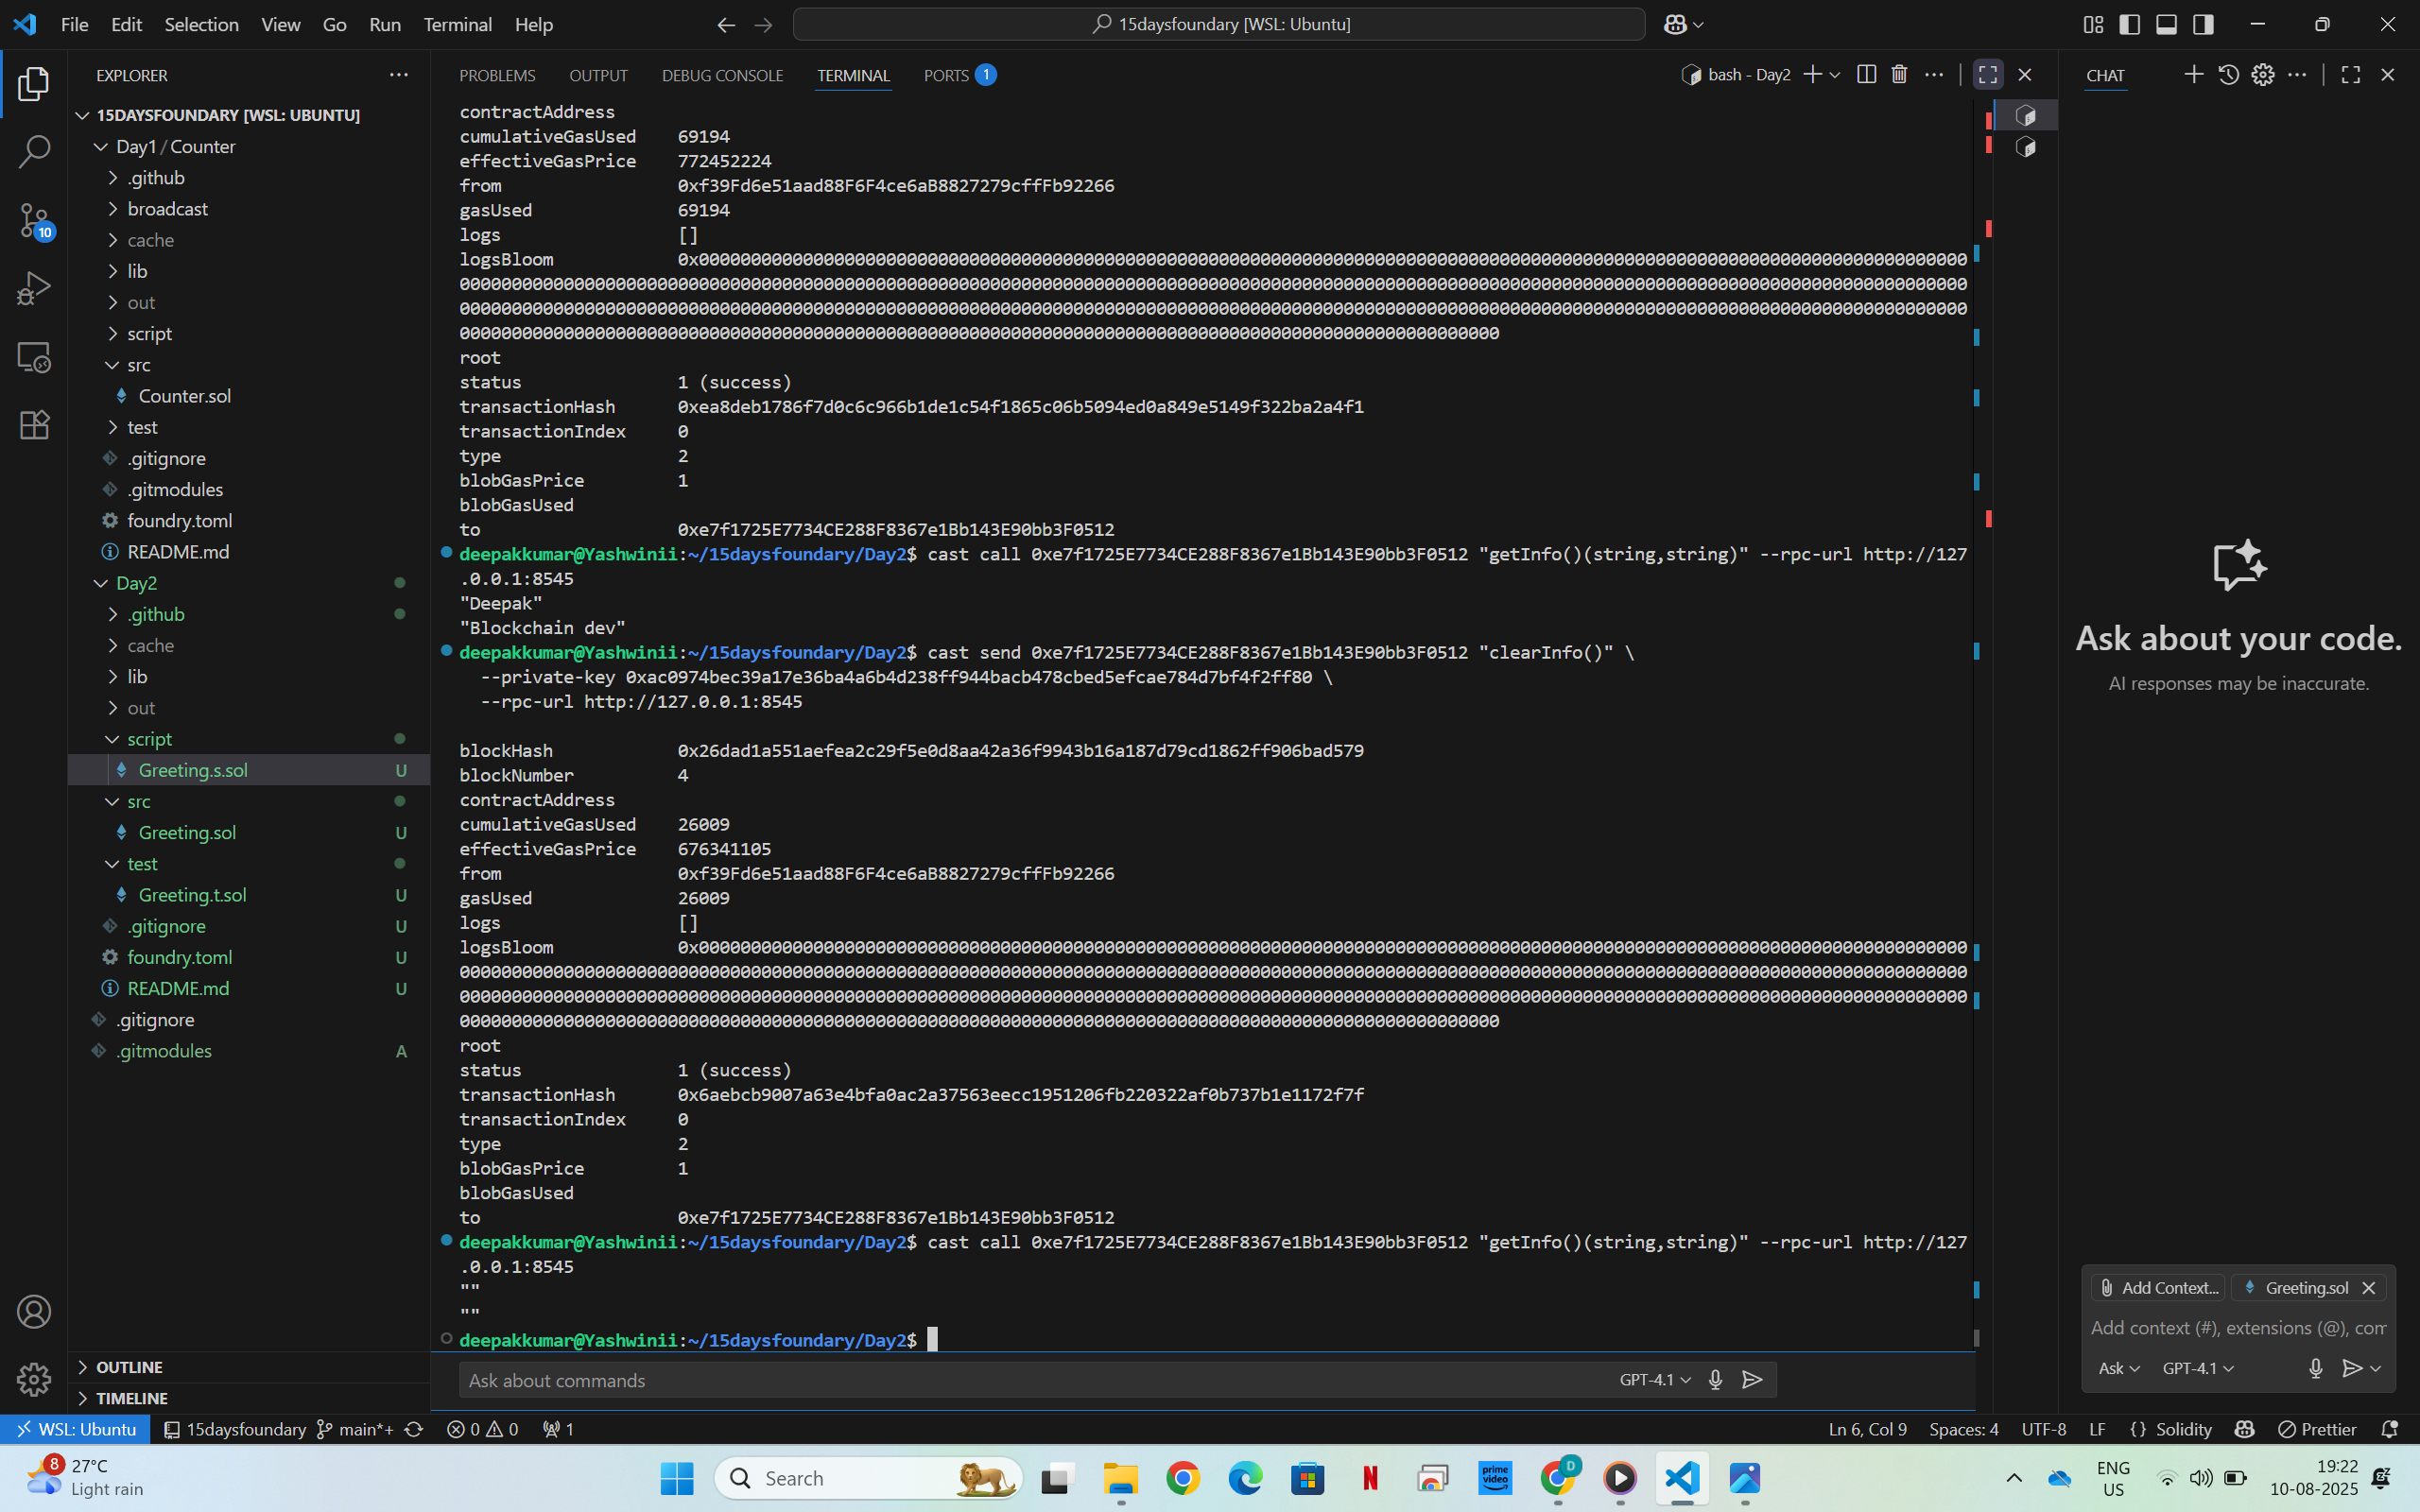 File Edit Selection View Go Run Terminal Help
15daysfoundary [WSL: Ubuntu]
EXPLORER
15DAYSFOUNDARY [WSL: UBUNTU]
Day1 / Counter
.github
broadcast
cache
lib
out
script
src
Counter.sol
test
.gitignore
.gitmodules
foundry.toml
README.md
Day2
.github
cache
lib
out
script
Greeting.s.sol U
src
Greeting.sol U
test
Greeting.t.sol U
.gitignore U
foundry.toml U
README.md U
.gitignore
.gitmodules A
OUTLINE
TIMELINE
10
PROBLEMS OUTPUT DEBUG CONSOLE TERMINAL PORTS 1
bash - Day2
contractAddress
cumulativeGasUsed 69194
effectiveGasPrice 772452224
from 0xf39Fd6e51aad88F6F4ce6aB8827279cffFb92266
gasUsed 69194
logs []
logsBloom
root
status 1 (success)
transactionHash 0xea8deb1786f7d0c6c966b1de1c54f1865c06b5094ed0a849e5149f322ba2a4f1
transactionIndex 0
type 2
blobGasPrice 1
blobGasUsed
to 0xe7f1725E7734CE288F8367e1Bb143E90bb3F0512
deepakkumar@Yashwinii:~/15daysfoundary/Day2$ cast call 0xe7f1725E7734CE288F8367e1Bb143E90bb3F0512 "getInfo()(string,string)" --rpc-url http://127
.0.0.1:8545
"Deepak"
"Blockchain dev"
deepakkumar@Yashwinii:~/15daysfoundary/Day2$ cast send 0xe7f1725E7734CE288F8367e1Bb143E90bb3F0512 "clearInfo()" \
--private-key 0xac0974bec39a17e36ba4a6b4d238ff944bacb478cbed5efcae784d7bf4f2ff80 \
--rpc-url http://127.0.0.1:8545
blockHash 0x26dad1a551aefea2c29f5e0d8aa42a36f9943b16a187d79cd1862ff906bad579
blockNumber 4
contractAddress
cumulativeGasUsed 26009
effectiveGasPrice 676341105
from 0xf39Fd6e51aad88F6F4ce6aB8827279cffFb92266
gasUsed 26009
logs []
logsBloom
root
status 1 (success)
transactionHash 0x6aebcb9007a63e4bfa0ac2a37563eecc1951206fb220322af0b737b1e1172f7f
transactionIndex 0
type 2
blobGasPrice 1
blobGasUsed
to 0xe7f1725E7734CE288F8367e1Bb143E90bb3F0512
deepakkumar@Yashwinii:~/15daysfoundary/Day2$ cast call 0xe7f1725E7734CE288F8367e1Bb143E90bb3F0512 "getInfo()(string,string)" --rpc-url http://127
.0.0.1:8545
""
""
deepakkumar@Yashwinii:~/15daysfoundary/Day2$
Ask about commands
GPT-4.1
CHAT
Ask about your code.
AI responses may be inaccurate.
Add Context... Greeting.sol
Add context (#), extensions (@), com
Ask GPT-4.1
WSL: Ubuntu 15daysfoundary main*+ 0 0 1
Ln 6, Col 9 Spaces: 4 UTF-8 LF {} Solidity Prettier
8
27°C
Light rain
Search
prime video
N
D
ENG
US
19:22
10-08-2025